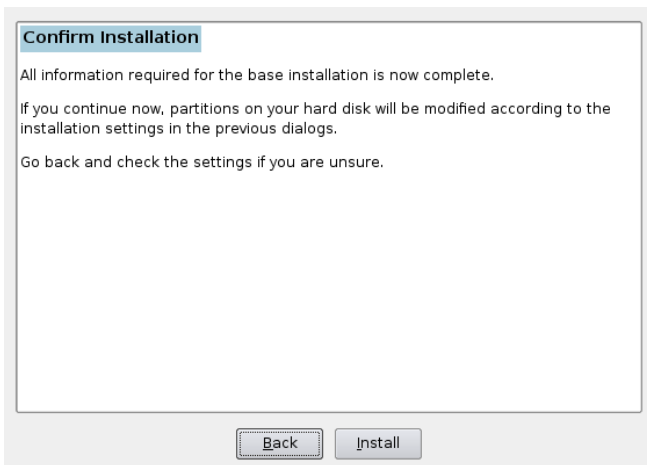 Confirm Installation
All information required for the base installation is now complete.
If you continue now, partitions on your hard disk will be modified according to the
installation settings in the previous dialogs.
Go back and check the settings if you are unsure.
Back
Install